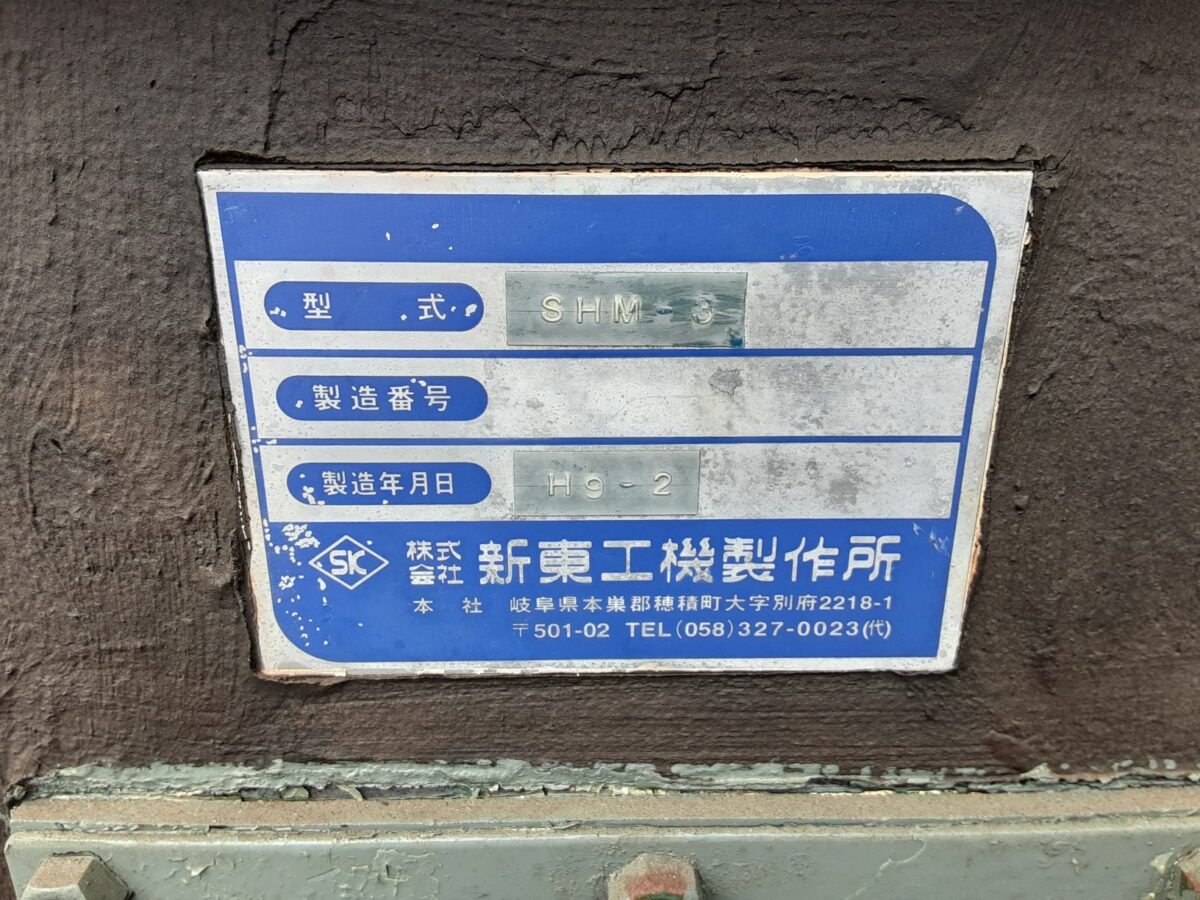 型式 SHM-3
製造番号
製造年月日 H9-2
SK 株式会社 新東工機製作所
本社 岐阜県本巣郡穂積町大字別府2218-1
〒501-02 TEL(058)327-0023(代)